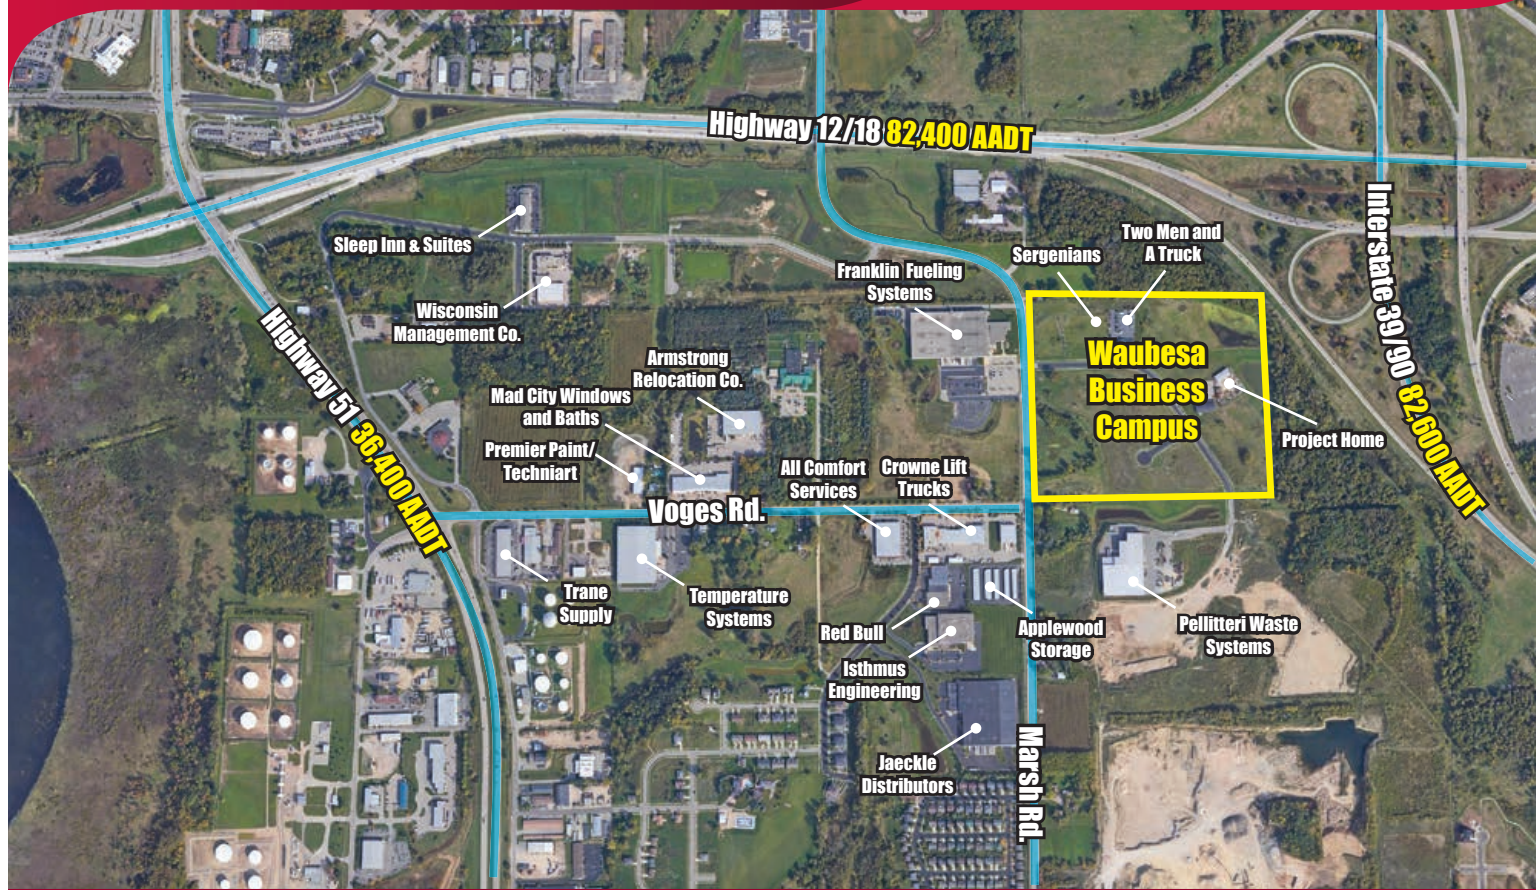 Highway 12/18 82,400 AADT
Interstate 39/90 82,600 AADT
Highway 51 36,400 AADT
Sleep Inn & Suites
Wisconsin
Management Co.
Franklin Fueling
Systems
Sergenians
Two Men and
A Truck
Waubesa
Business
Campus
Project Home
Armstrong
Relocation Co.
Mad City Windows
and Baths
Premier Paint/
Techniart
All Comfort
Services
Crowne Lift
Trucks
Voges Rd.
Trane
Supply
Temperature
Systems
Red Bull
Isthmus
Engineering
Applewood
Storage
Pellitteri Waste
Systems
Jaeckle
Distributors
Marsh Rd.